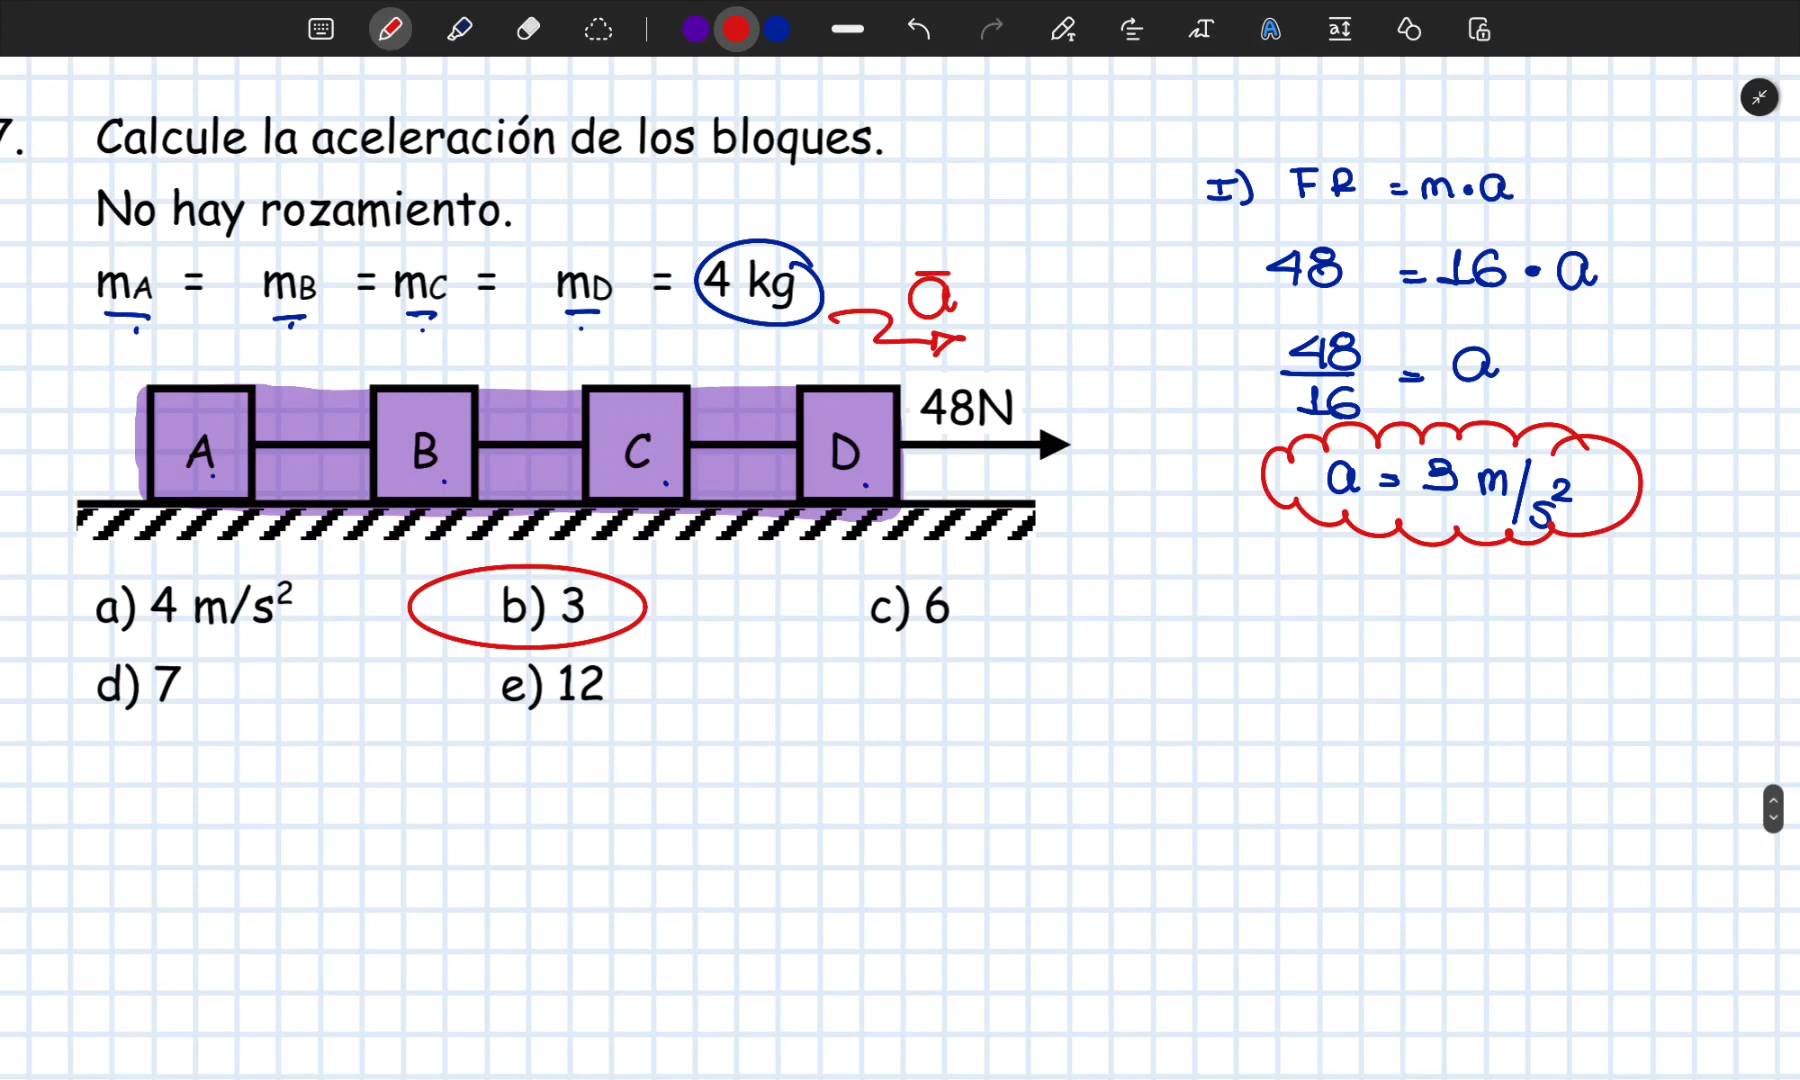 7. Calcule la aceleración de los bloques.
No hay rozamiento.
mA = mB = mC = mD = 4 kg
a
A B C D 48N
a) 4 m/s² b) 3 c) 6
d) 7 e) 12
I) FR = m·a
48 = 16 · a
48/16 = a
a = 3 m/s²